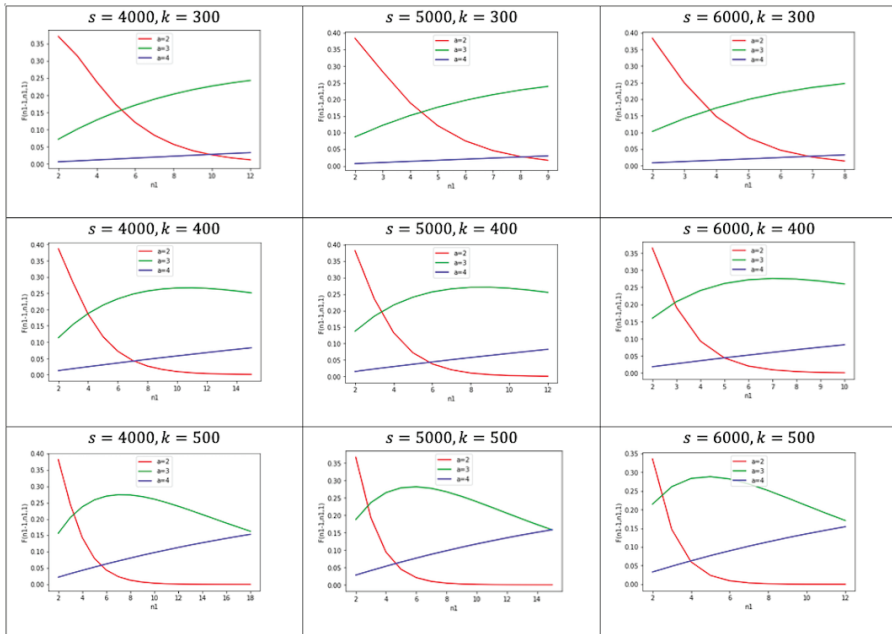 s = 4000, k = 300
a=2
a=3
a=4
F(n1-1,n1,1)
0.35
0.30
0.25
0.20
0.15
0.10
0.05
0.00
2 4 6 8 10 12
n1
s = 5000, k = 300
a=2
a=3
a=4
F(n1-1,n1,1)
0.40
0.35
0.30
0.25
0.20
0.15
0.10
0.05
0.00
2 3 4 5 6 7 8 9
n1
s = 6000, k = 300
a=2
a=3
a=4
F(n1-1,n1,1)
0.40
0.35
0.30
0.25
0.20
0.15
0.10
0.05
0.00
2 3 4 5 6 7 8
n1
s = 4000, k = 400
a=2
a=3
a=4
F(n1-1,n1,1)
0.40
0.35
0.30
0.25
0.20
0.15
0.10
0.05
0.00
2 4 6 8 10 12 14
n1
s = 5000, k = 400
a=2
a=3
a=4
F(n1-1,n1,1)
0.40
0.35
0.30
0.25
0.20
0.15
0.10
0.05
0.00
2 4 6 8 10 12
n1
s = 6000, k = 400
a=2
a=3
a=4
F(n1-1,n1,1)
0.35
0.30
0.25
0.20
0.15
0.10
0.05
0.00
2 3 4 5 6 7 8 9 10
n1
s = 4000, k = 500
a=2
a=3
a=4
F(n1-1,n1,1)
0.40
0.35
0.30
0.25
0.20
0.15
0.10
0.05
0.00
2 4 6 8 10 12 14 16 18
n1
s = 5000, k = 500
a=2
a=3
a=4
F(n1-1,n1,1)
0.35
0.30
0.25
0.20
0.15
0.10
0.05
0.00
2 4 6 8 10 12 14
n1
s = 6000, k = 500
a=2
a=3
a=4
F(n1-1,n1,1)
0.35
0.30
0.25
0.20
0.15
0.10
0.05
0.00
2 4 6 8 10 12
n1